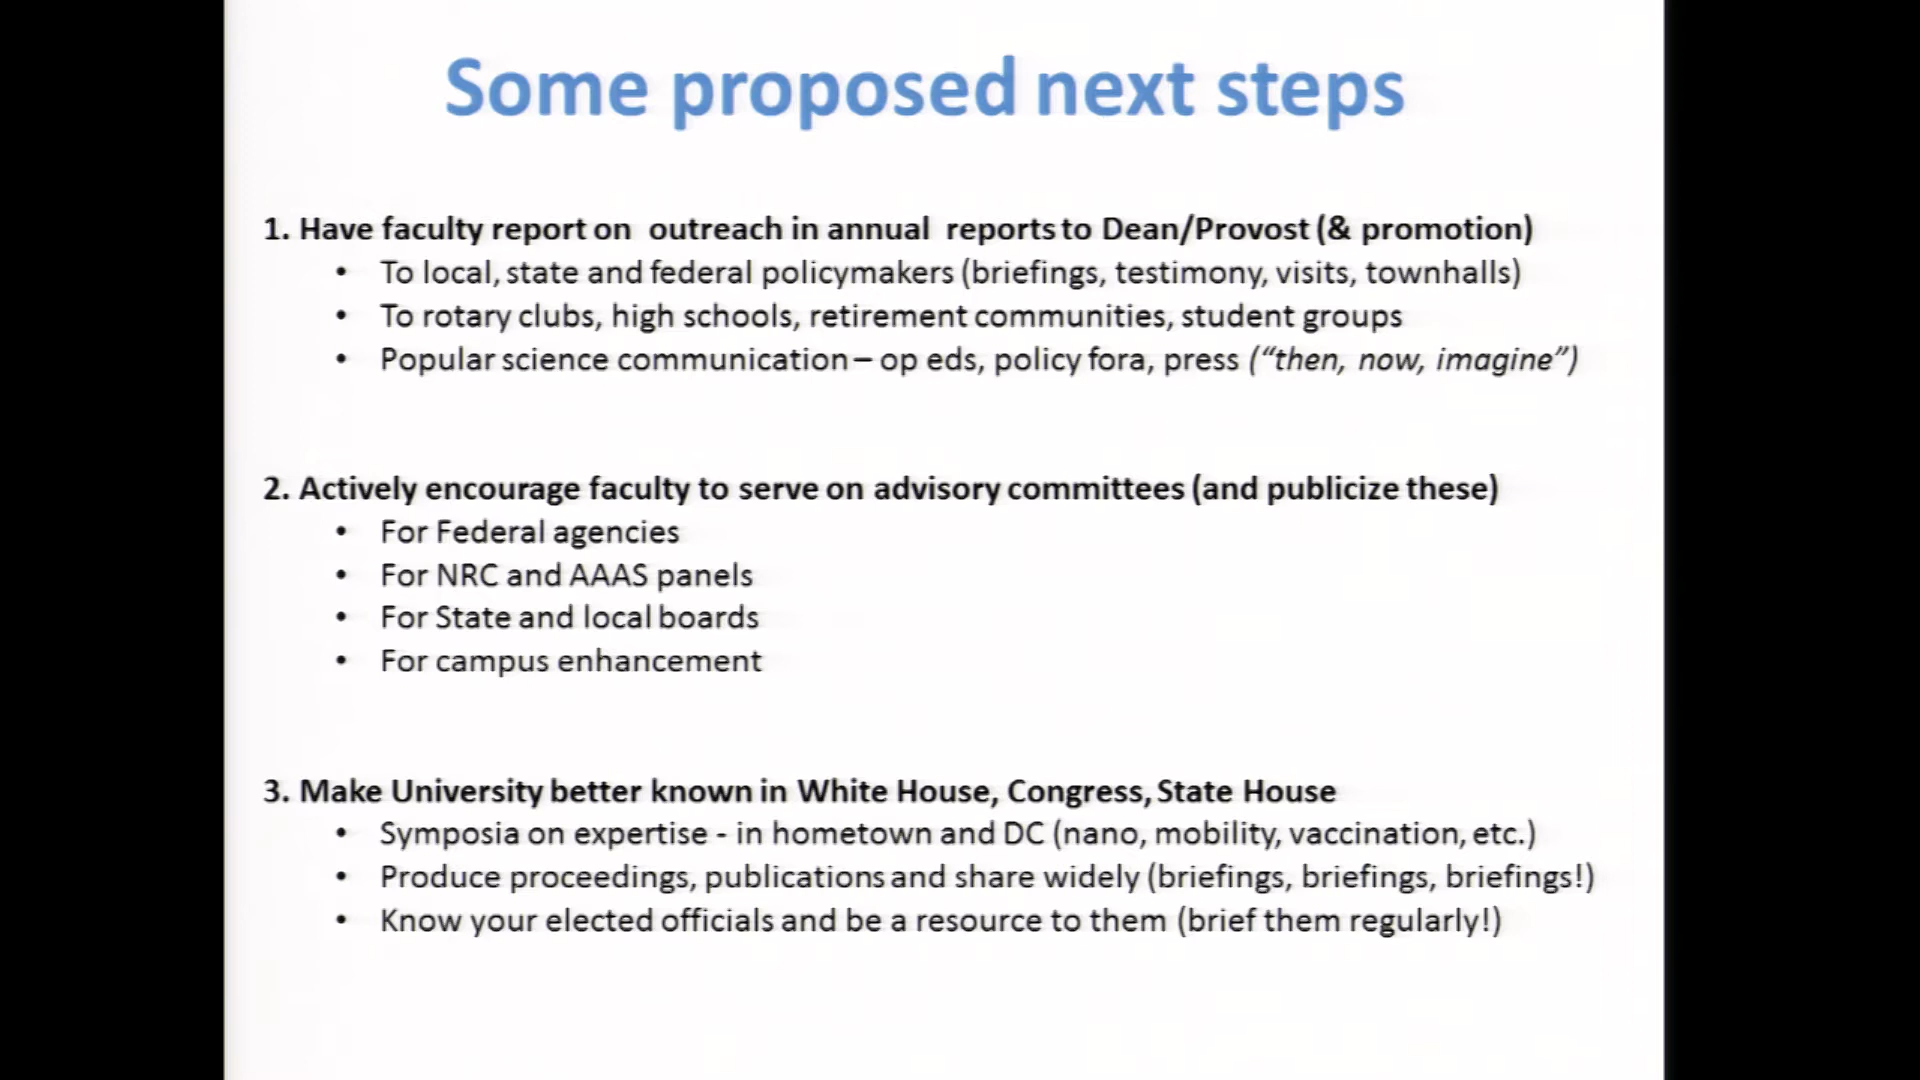 Some proposed next steps
1. Have faculty report on outreach in annual reports to Dean/Provost (& promotion)
• To local, state and federal policymakers (briefings, testimony, visits, townhalls)
• To rotary clubs, high schools, retirement communities, student groups
• Popular science communication – op eds, policy fora, press (“then, now, imagine”)
2. Actively encourage faculty to serve on advisory committees (and publicize these)
• For Federal agencies
• For NRC and AAAS panels
• For State and local boards
• For campus enhancement
3. Make University better known in White House, Congress, State House
• Symposia on expertise - in hometown and DC (nano, mobility, vaccination, etc.)
• Produce proceedings, publications and share widely (briefings, briefings, briefings!)
• Know your elected officials and be a resource to them (brief them regularly!)